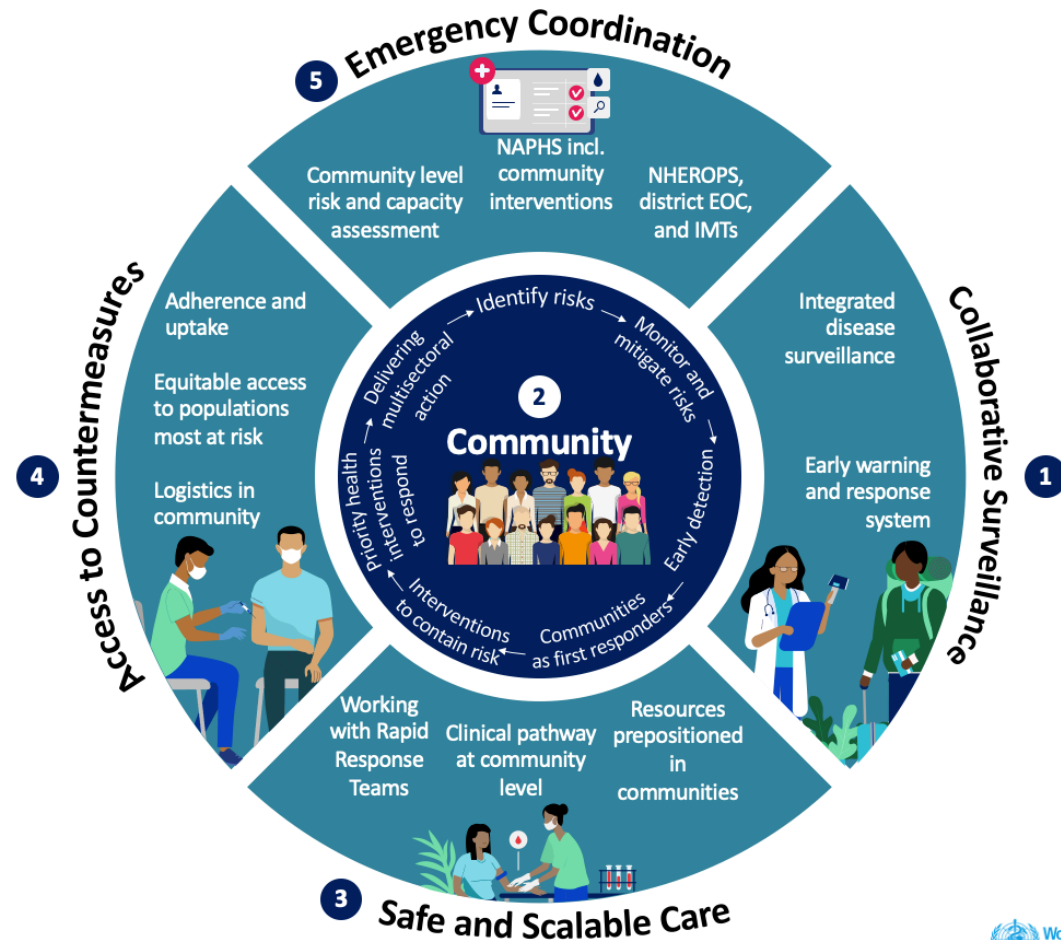 5
Emergency Coordination
Community level
risk and capacity
assessment
NAPHS incl.
community
interventions
NHEROPS,
district EOC,
and IMTs
1
Collaborative Surveillance
Integrated
disease
surveillance
Early warning
and response
system
2
Community
Identify risks
Monitor and
mitigate risks
Early detection
Communities
as first responders
Interventions
to contain risk
Priority health
interventions
to respond
Delivering
multisectoral
action
3
Safe and Scalable Care
Working
with Rapid
Response
Teams
Clinical pathway
at community
level
Resources
prepositioned
in
communities
4
Access to Countermeasures
Adherence and
uptake
Equitable access
to populations
most at risk
Logistics in
community